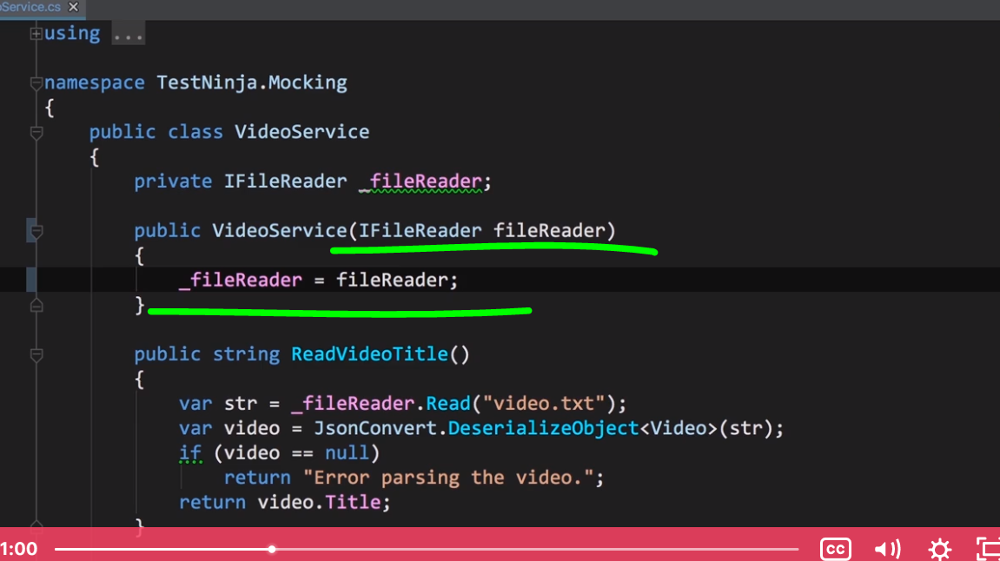 Service.cs
using ...
namespace TestNinja.Mocking
{
public class VideoService
{
private IFileReader _fileReader;
public VideoService(IFileReader fileReader)
{
_fileReader = fileReader;
}
public string ReadVideoTitle()
{
var str = _fileReader.Read("video.txt");
var video = JsonConvert.DeserializeObject<Video>(str);
if (video == null)
return "Error parsing the video.";
return video.Title;
}
1:00
CC